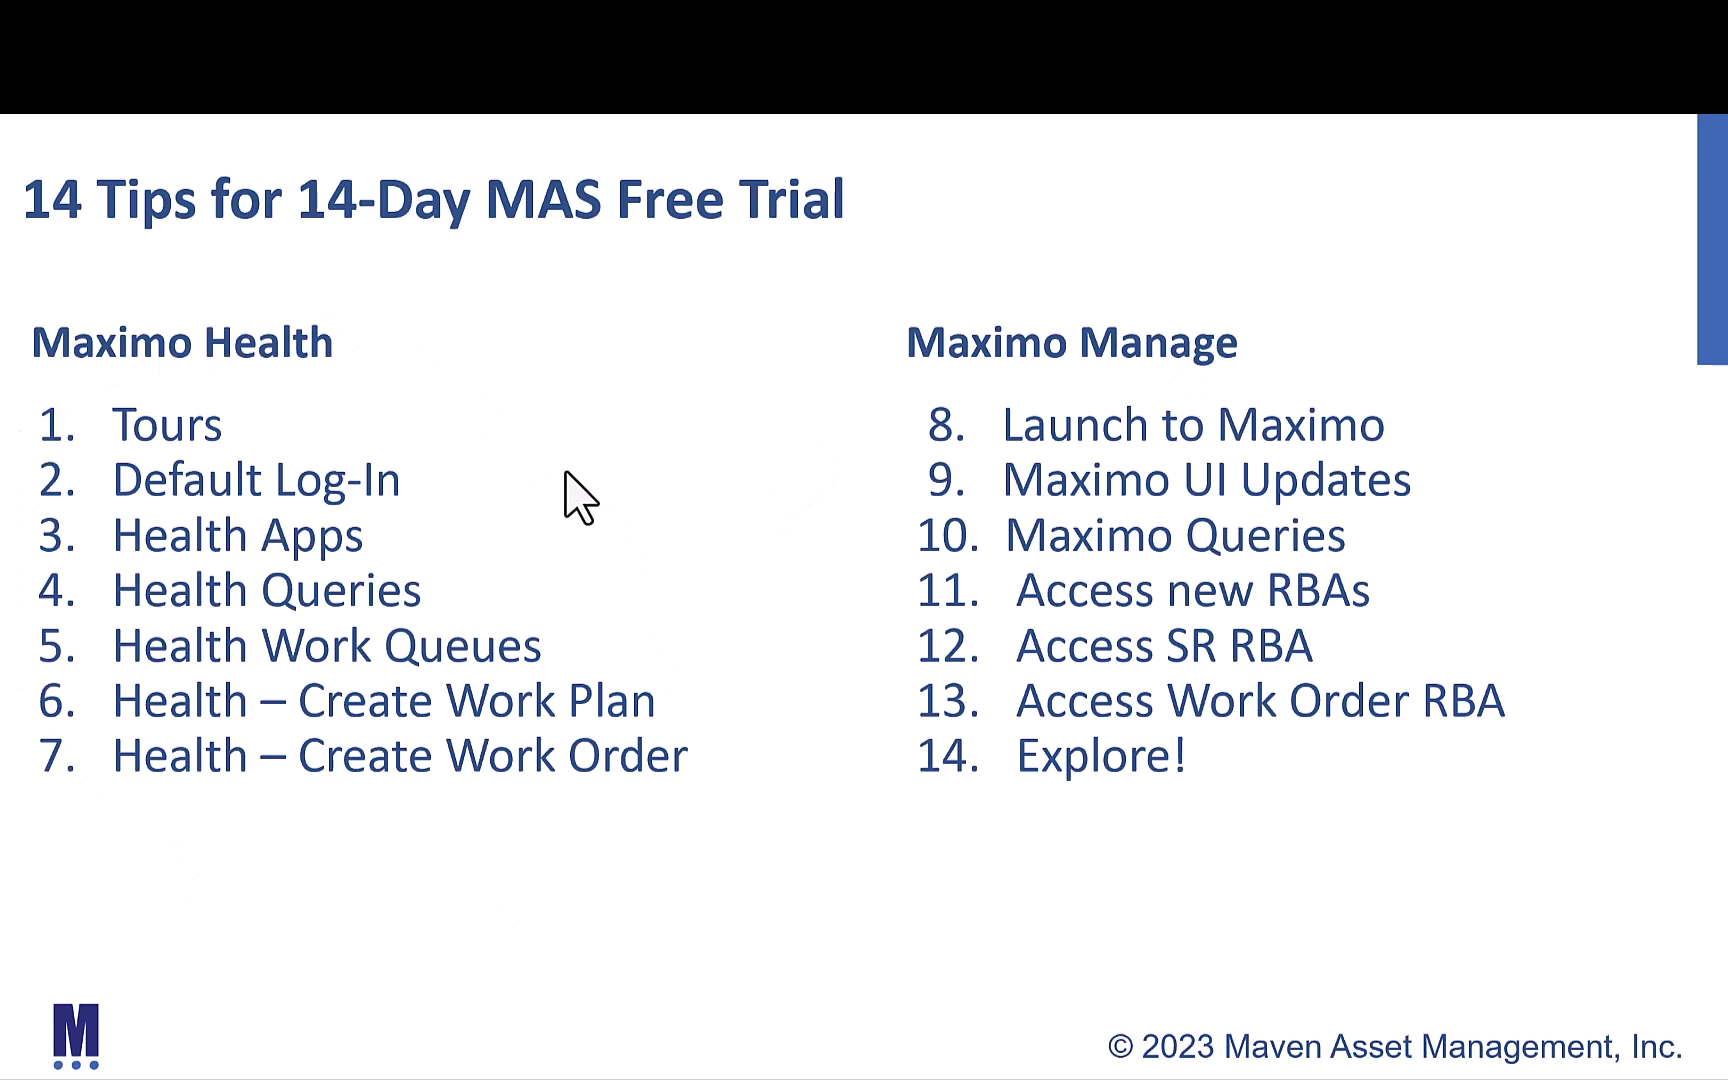 14 Tips for 14-Day MAS Free Trial
Maximo Health
1. Tours
2. Default Log-In
3. Health Apps
4. Health Queries
5. Health Work Queues
6. Health – Create Work Plan
7. Health – Create Work Order
Maximo Manage
8. Launch to Maximo
9. Maximo UI Updates
10. Maximo Queries
11. Access new RBAs
12. Access SR RBA
13. Access Work Order RBA
14. Explore!
M
© 2023 Maven Asset Management, Inc.